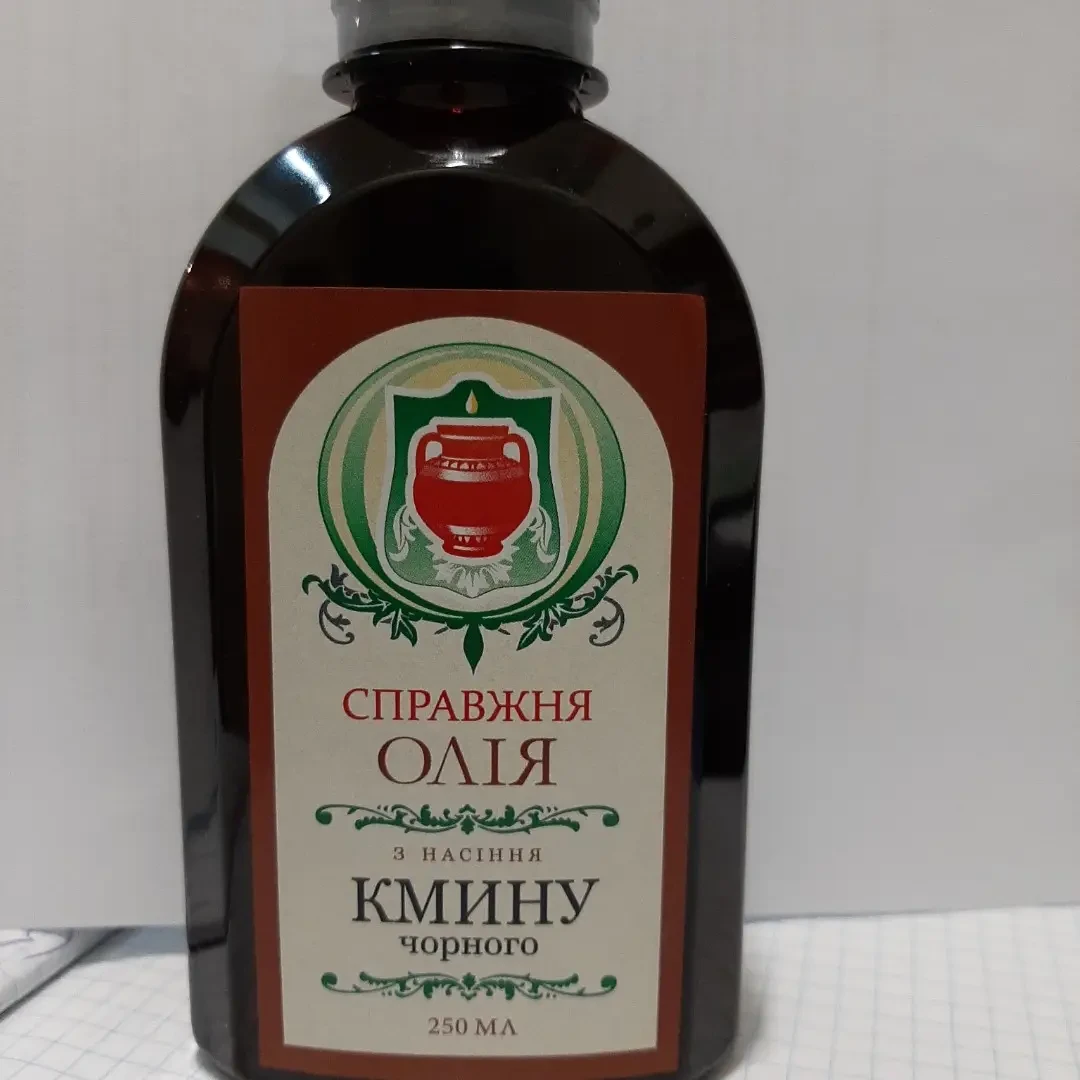 СПРАВЖНЯ
ОЛІЯ
З НАСІННЯ
КМИНУ
чорного
250 МЛ